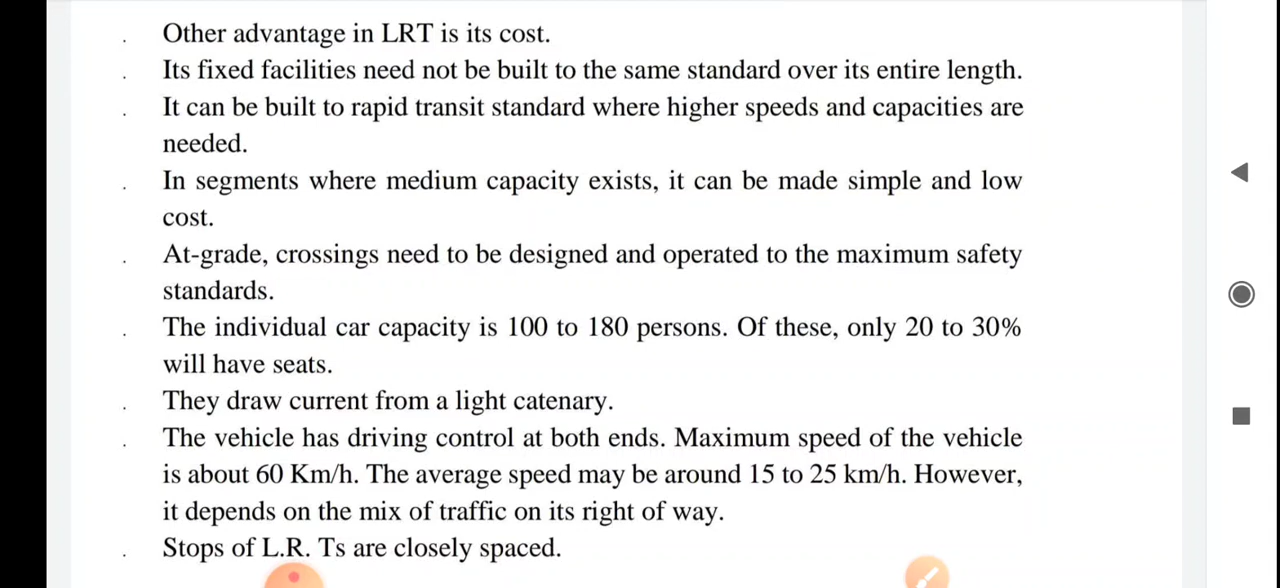 . Other advantage in LRT is its cost.
. Its fixed facilities need not be built to the same standard over its entire length.
. It can be built to rapid transit standard where higher speeds and capacities are
needed.
. In segments where medium capacity exists, it can be made simple and low
cost.
. At-grade, crossings need to be designed and operated to the maximum safety
standards.
. The individual car capacity is 100 to 180 persons. Of these, only 20 to 30%
will have seats.
. They draw current from a light catenary.
. The vehicle has driving control at both ends. Maximum speed of the vehicle
is about 60 Km/h. The average speed may be around 15 to 25 km/h. However,
it depends on the mix of traffic on its right of way.
. Stops of L.R. Ts are closely spaced.